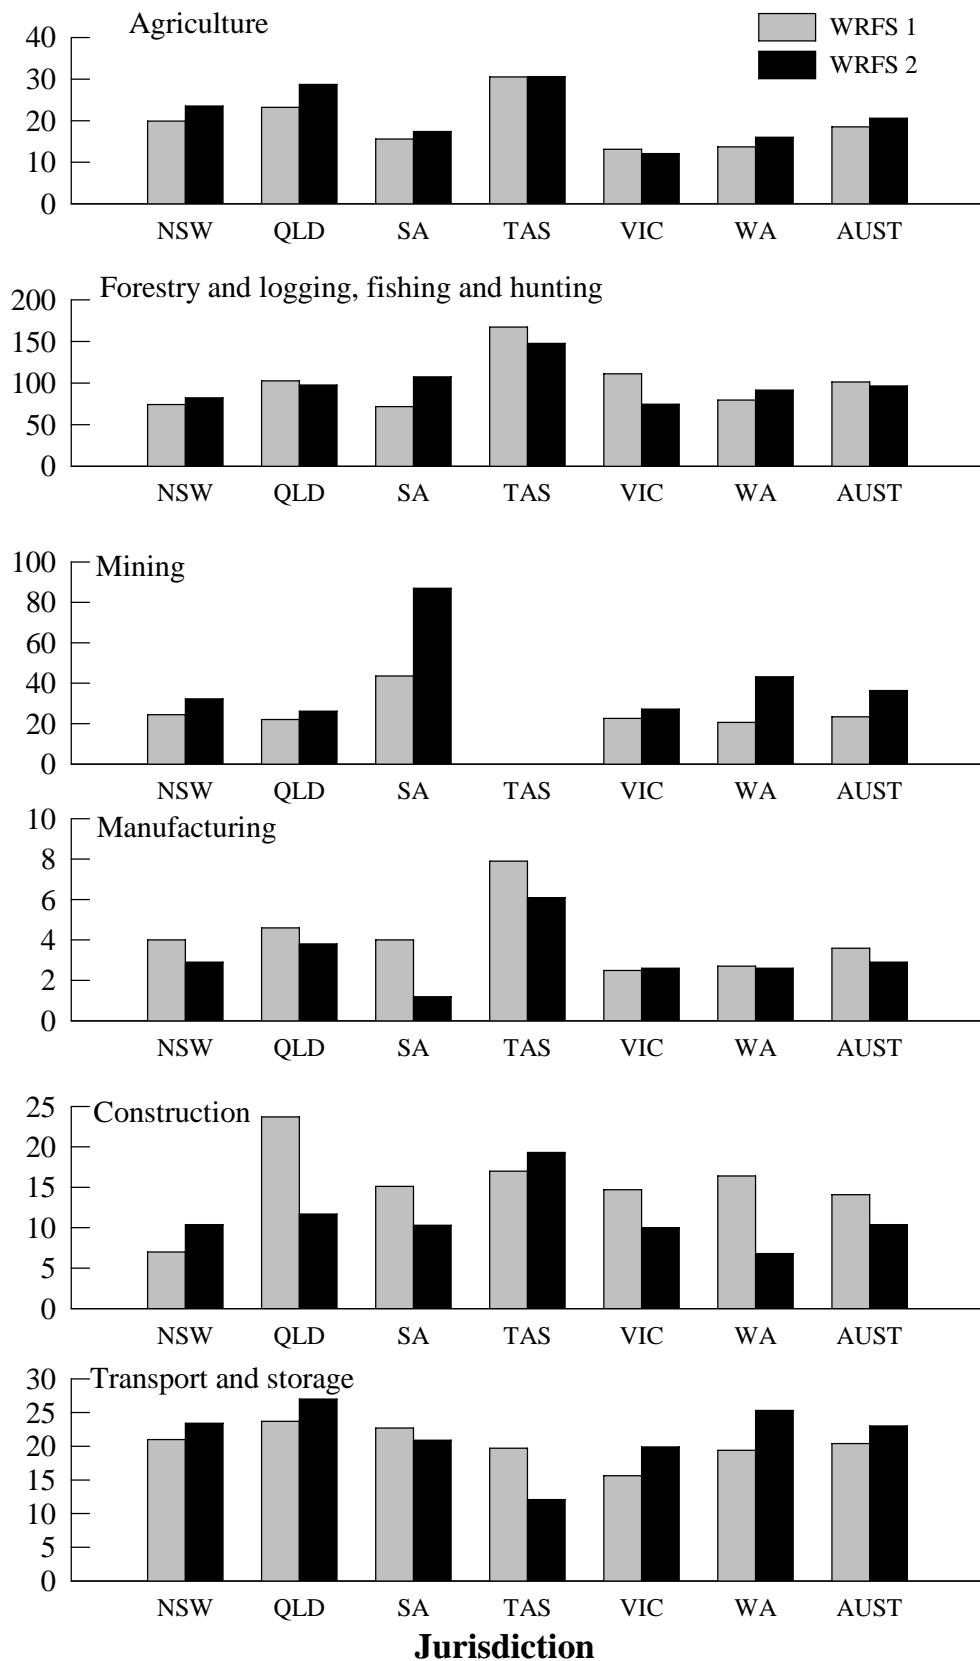 Agriculture
WRFS 1
WRFS 2
40
30
20
10
0
NSW QLD SA TAS VIC WA AUST
Forestry and logging, fishing and hunting
200
150
100
50
0
NSW QLD SA TAS VIC WA AUST
Mining
100
80
60
40
20
0
NSW QLD SA TAS VIC WA AUST
Manufacturing
10
8
6
4
2
0
NSW QLD SA TAS VIC WA AUST
Construction
25
20
15
10
5
0
NSW QLD SA TAS VIC WA AUST
Transport and storage
30
25
20
15
10
5
0
NSW QLD SA TAS VIC WA AUST
Jurisdiction